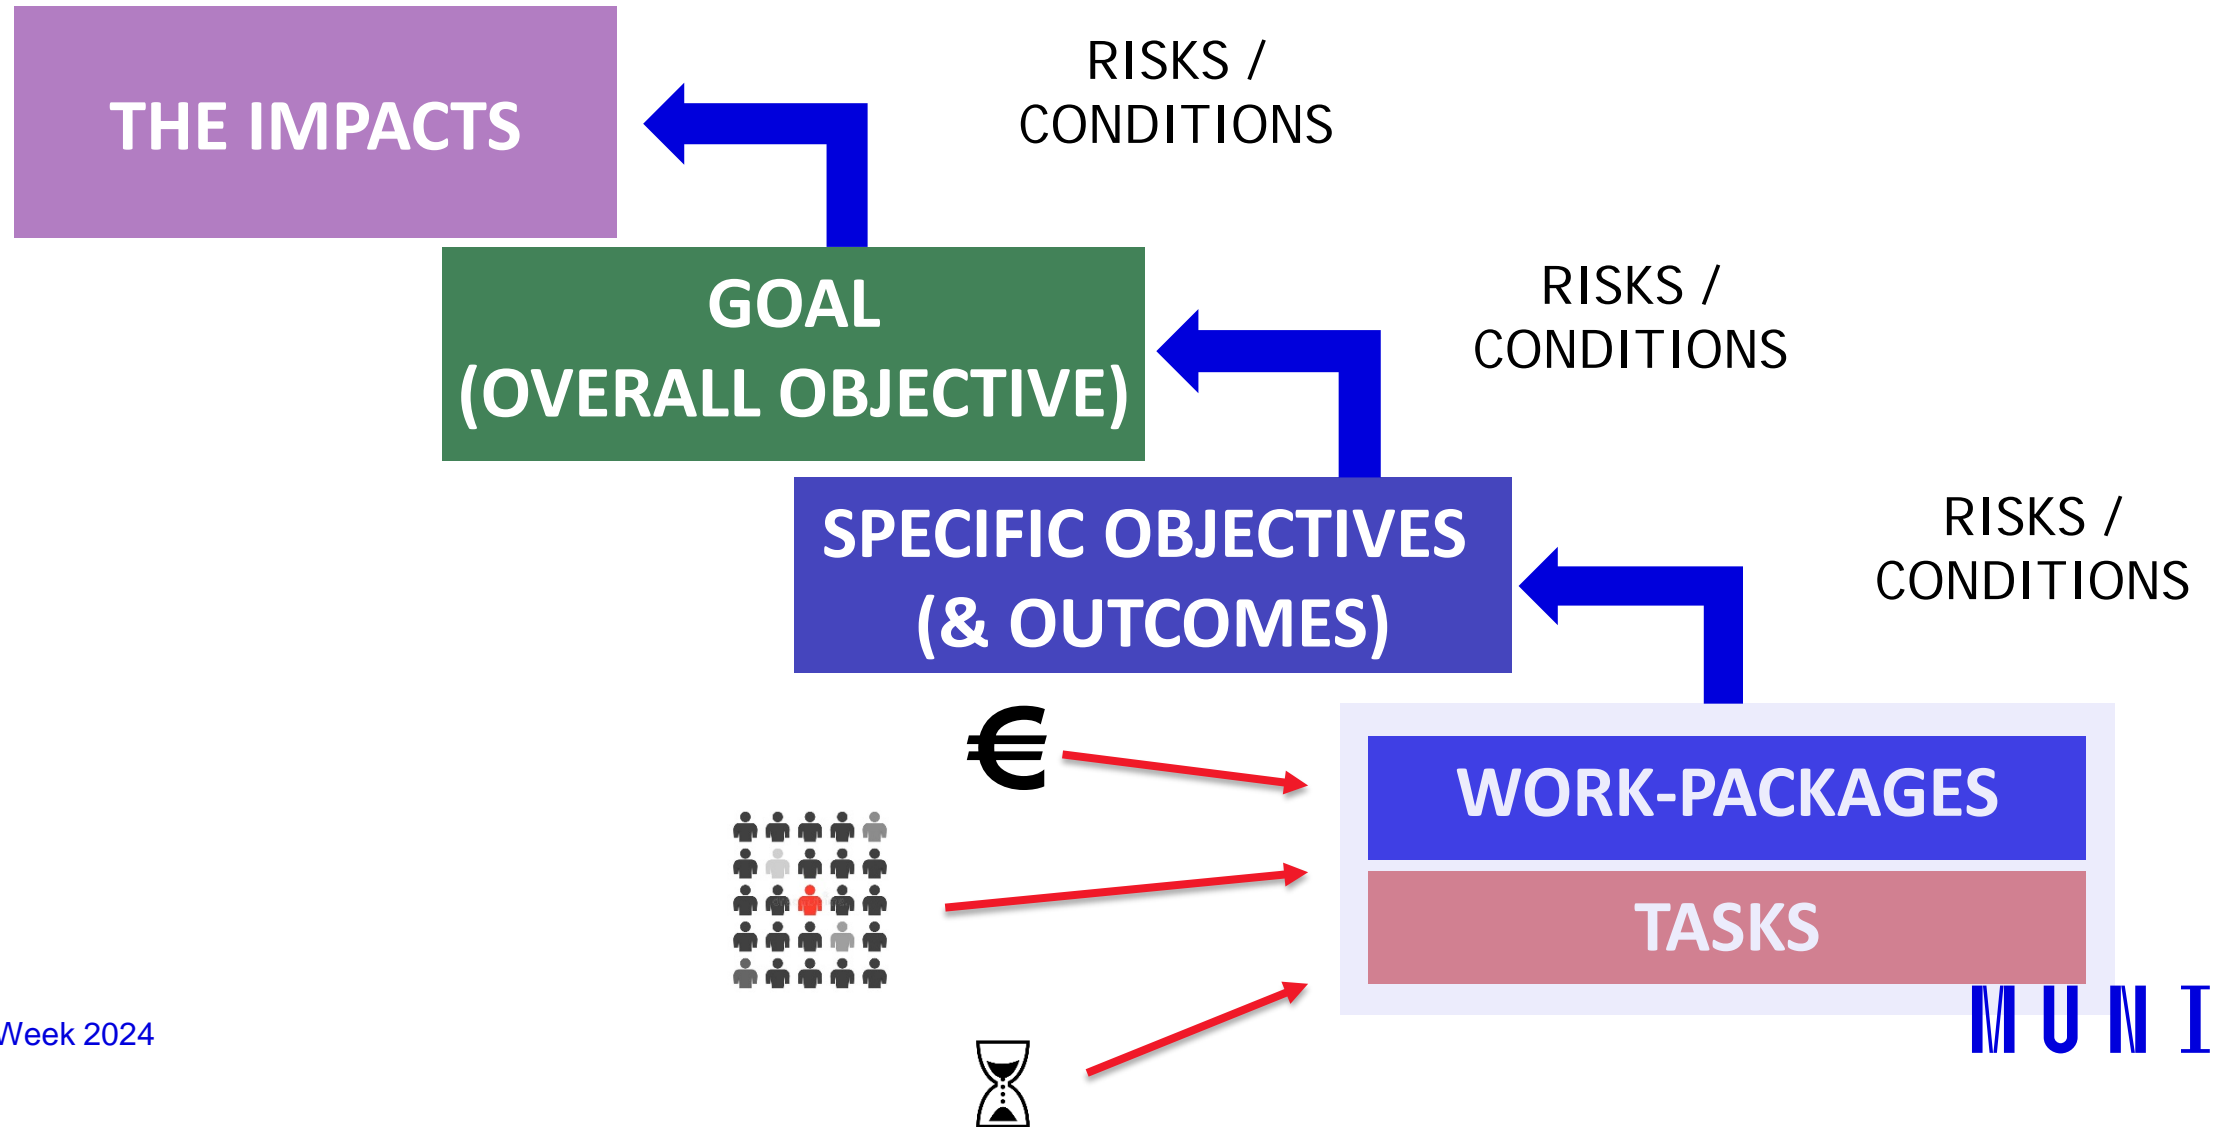 RISKS /
CONDITIONS
THE IMPACTS
GOAL
(OVERALL OBJECTIVE)
RISKS /
CONDITIONS
SPECIFIC OBJECTIVES
(& OUTCOMES)
RISKS /
CONDITIONS
€
WORK-PACKAGES
TASKS
Week 2024
MUNI